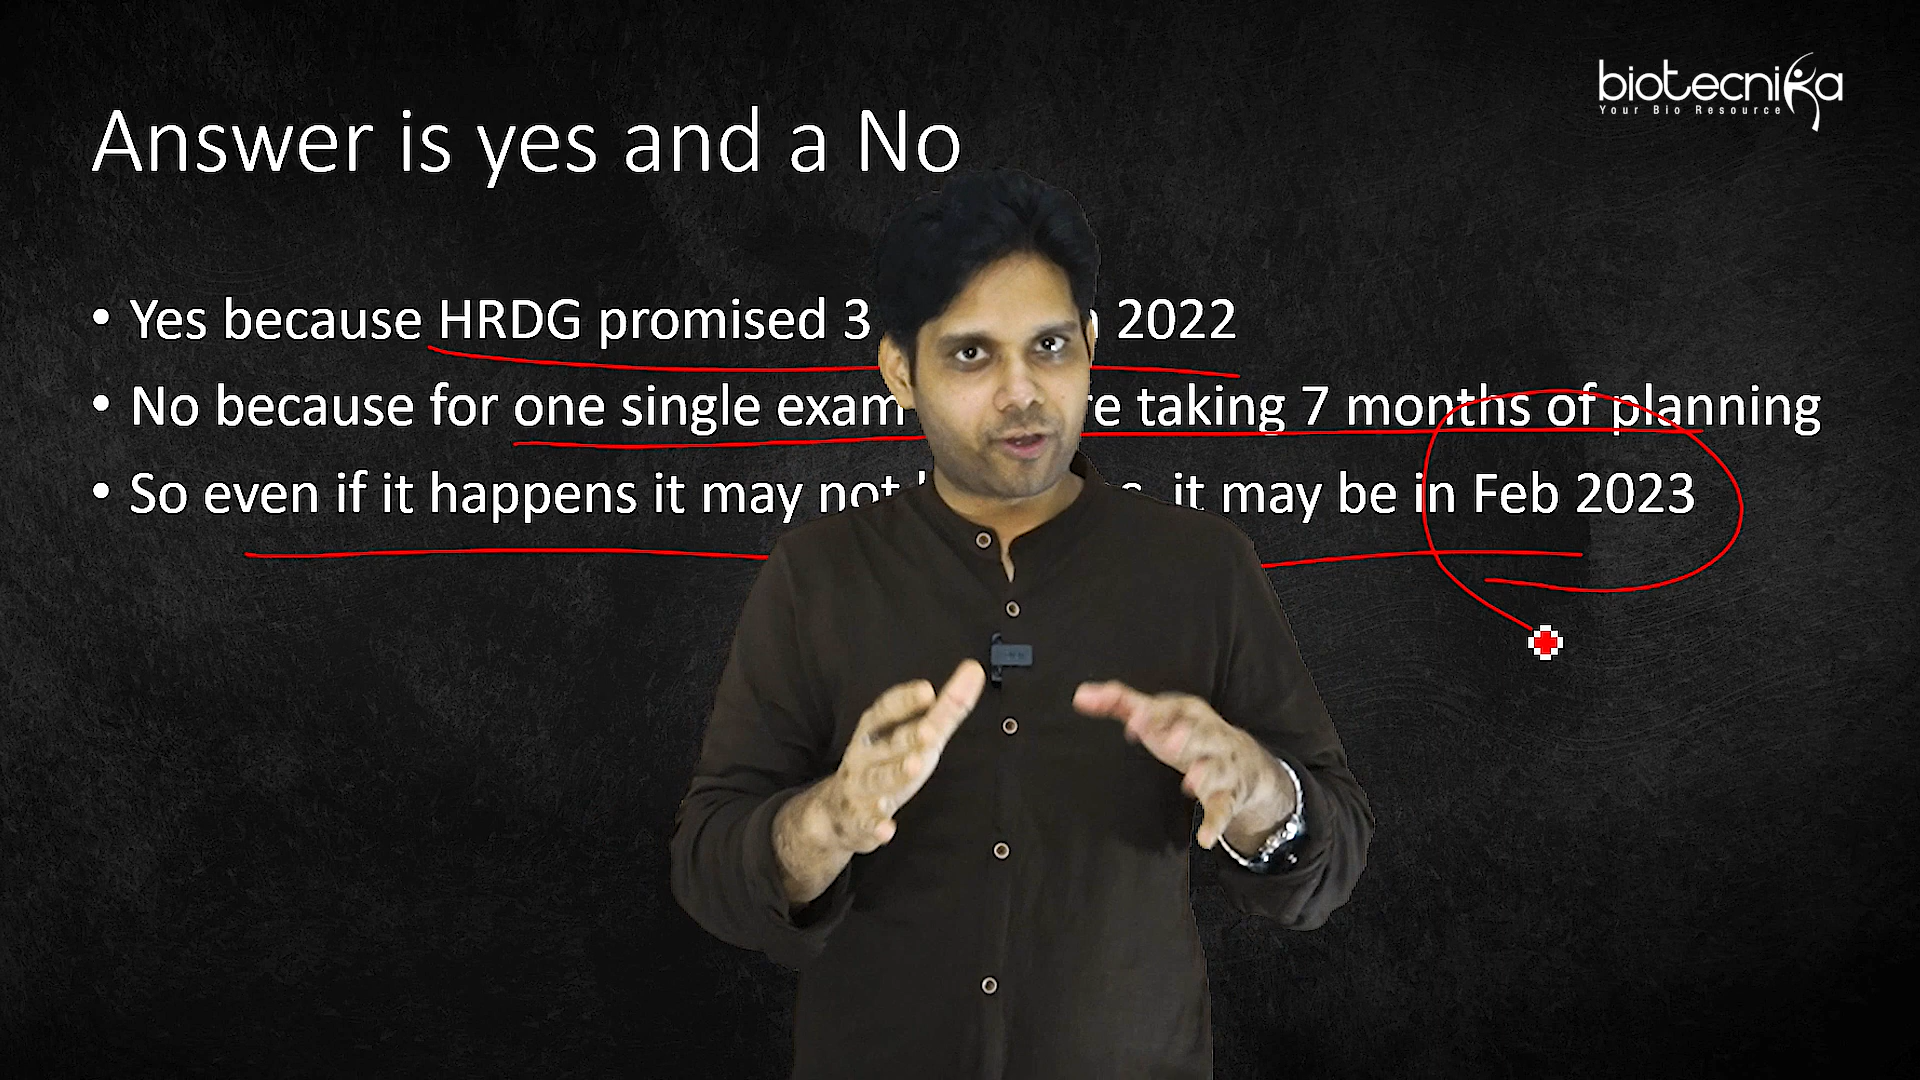 biotecnika
Your Bio Resource
Answer is yes and a No
• Yes because HRDG promised 3 2022
• No because for one single exam taking 7 months of planning
• So even if it happens it may not it may be in Feb 2023